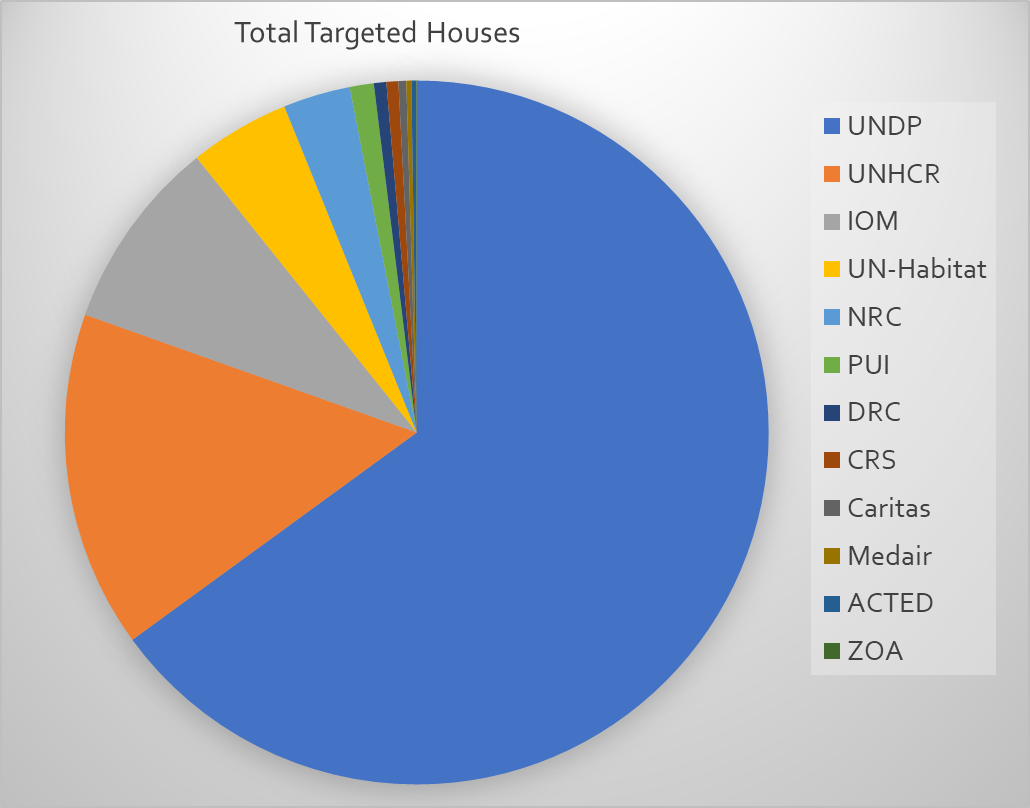 Total Targeted Houses
UNDP
UNHCR
IOM
UN-Habitat
NRC
PUI
DRC
CRS
Caritas
Medair
ACTED
ZOA